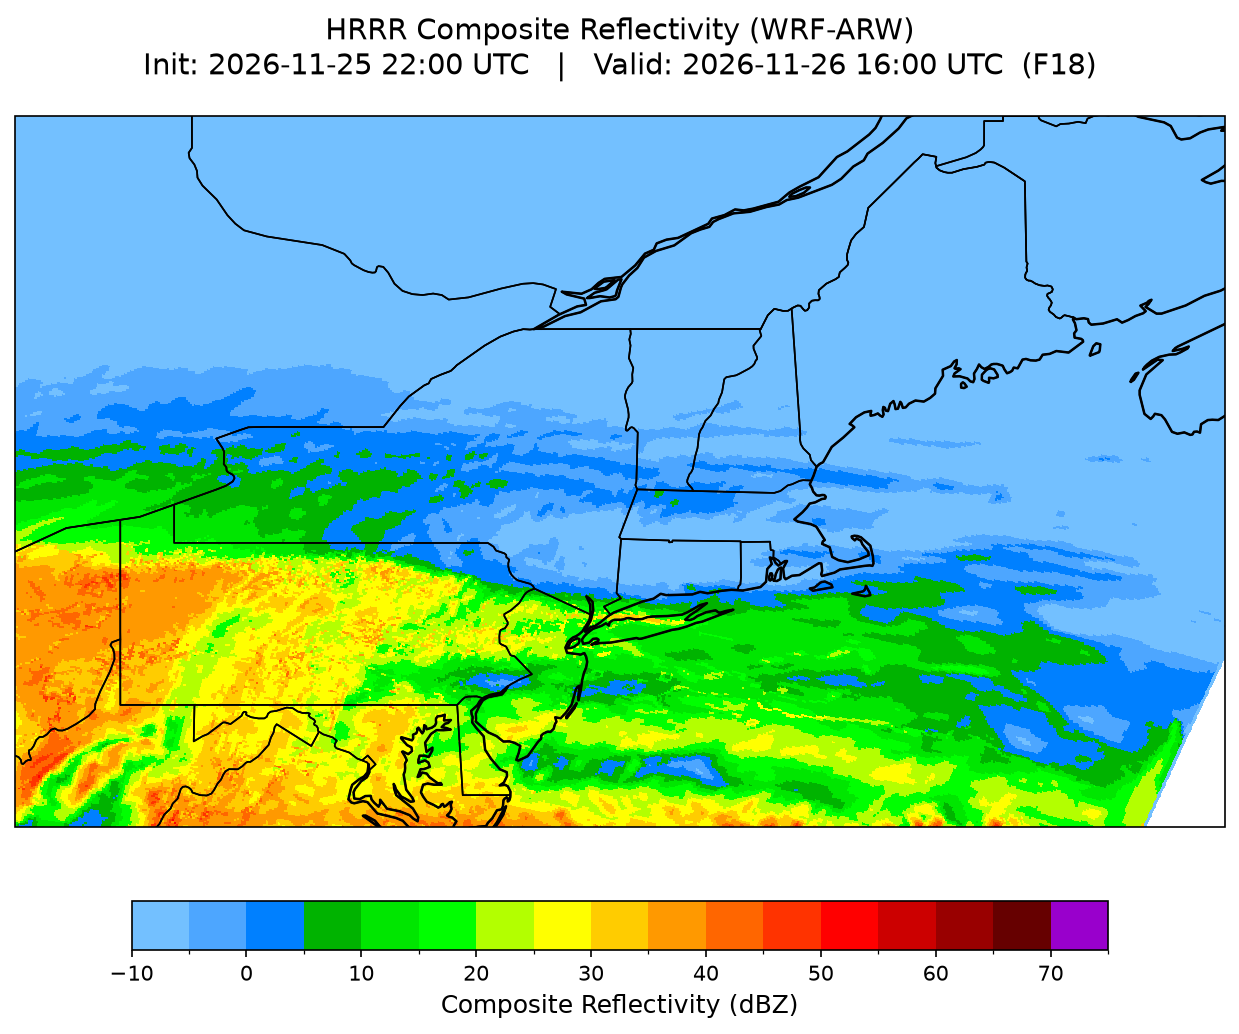 HRRR Composite Reflectivity (WRF-ARW)
Init: 2026-11-25 22:00 UTC   |   Valid: 2026-11-26 16:00 UTC  (F18)
−10 0 10 20 30 40 50 60 70
Composite Reflectivity (dBZ)